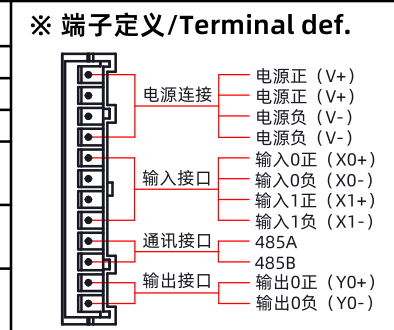 ※ 端子定义/Terminal def.
电源连接
电源正（V+）
电源正（V+）
电源负（V-）
电源负（V-）
输入接口
输入0正（X0+）
输入0负（X0-）
输入1正（X1+）
输入1负（X1-）
通讯接口
485A
485B
输出接口
输出0正（Y0+）
输出0负（Y0-）